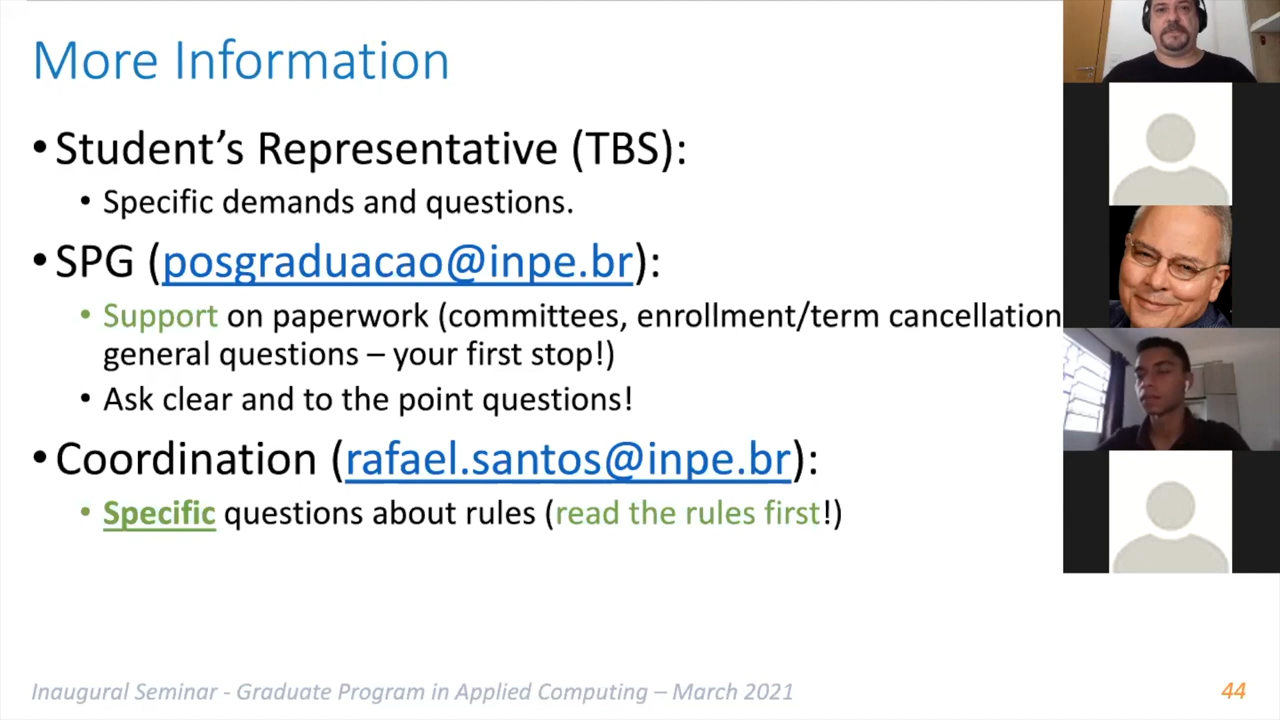 More Information
• Student’s Representative (TBS):
• Specific demands and questions.
• SPG (posgraduacao@inpe.br):
• Support on paperwork (committees, enrollment/term cancellation
general questions – your first stop!)
• Ask clear and to the point questions!
• Coordination (rafael.santos@inpe.br):
• Specific questions about rules (read the rules first!)
Inaugural Seminar - Graduate Program in Applied Computing – March 2021
44